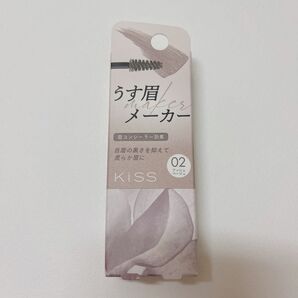 うす眉
maker
メーカー
眉コンシーラー効果
自眉の黒さを抑えて
柔らか眉に
02
KiSS